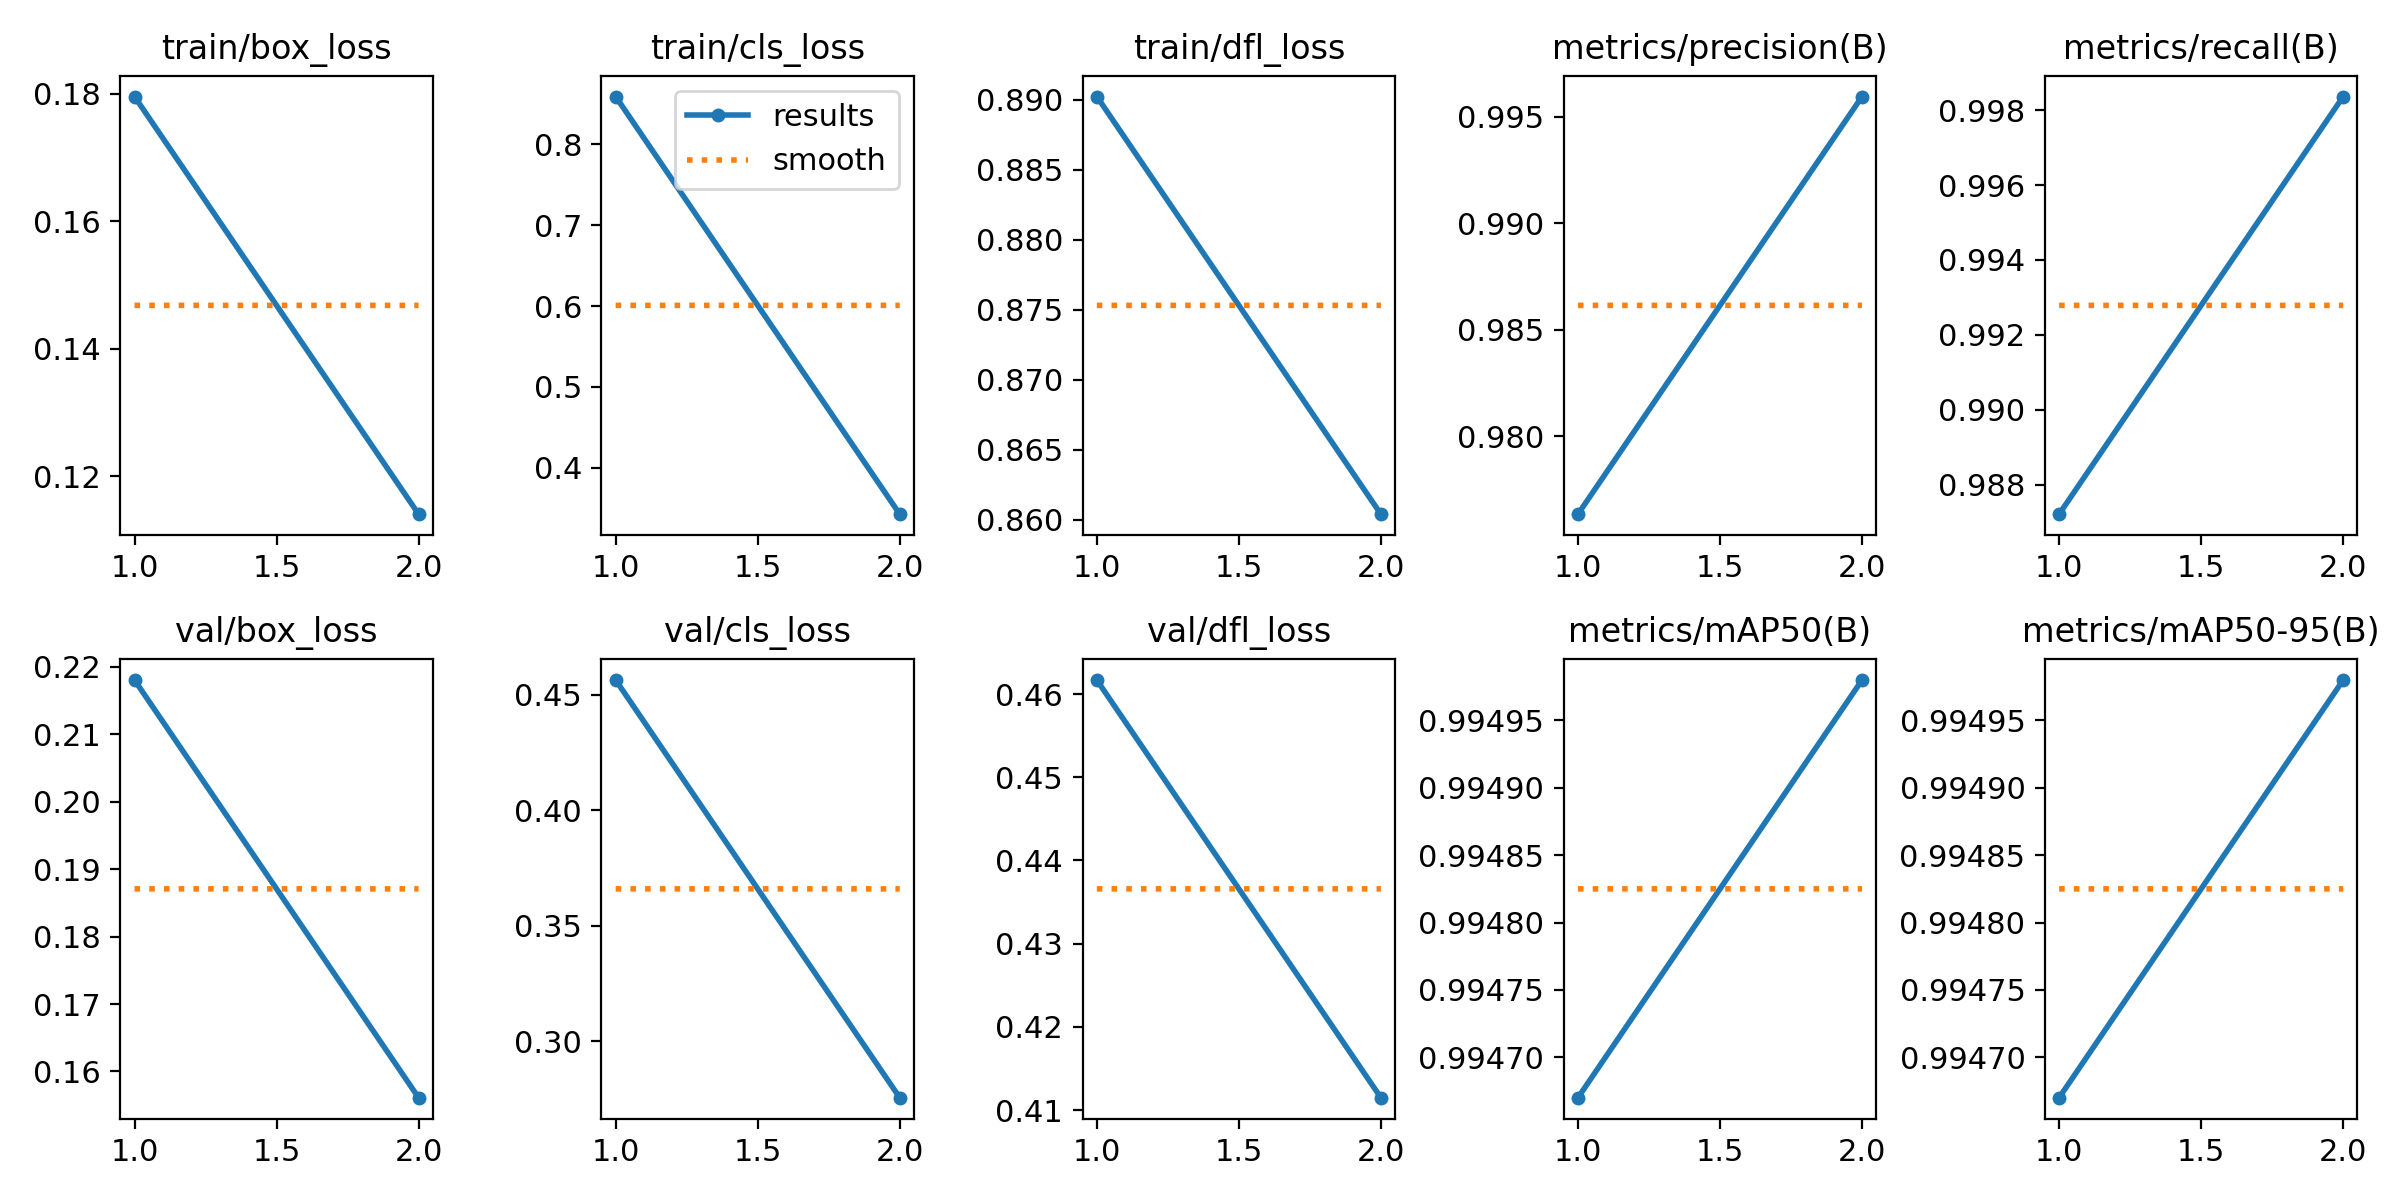 train/box_loss
0.18
0.16
0.14
0.12
1.0 1.5 2.0
train/cls_loss
results
smooth
0.8
0.7
0.6
0.5
0.4
1.0 1.5 2.0
train/dfl_loss
0.890
0.885
0.880
0.875
0.870
0.865
0.860
1.0 1.5 2.0
metrics/precision(B)
0.995
0.990
0.985
0.980
1.0 1.5 2.0
metrics/recall(B)
0.998
0.996
0.994
0.992
0.990
0.988
1.0 1.5 2.0
val/box_loss
0.22
0.21
0.20
0.19
0.18
0.17
0.16
1.0 1.5 2.0
val/cls_loss
0.45
0.40
0.35
0.30
1.0 1.5 2.0
val/dfl_loss
0.46
0.45
0.44
0.43
0.42
0.41
1.0 1.5 2.0
metrics/mAP50(B)
0.99495
0.99490
0.99485
0.99480
0.99475
0.99470
1.0 1.5 2.0
metrics/mAP50-95(B)
0.99495
0.99490
0.99485
0.99480
0.99475
0.99470
1.0 1.5 2.0